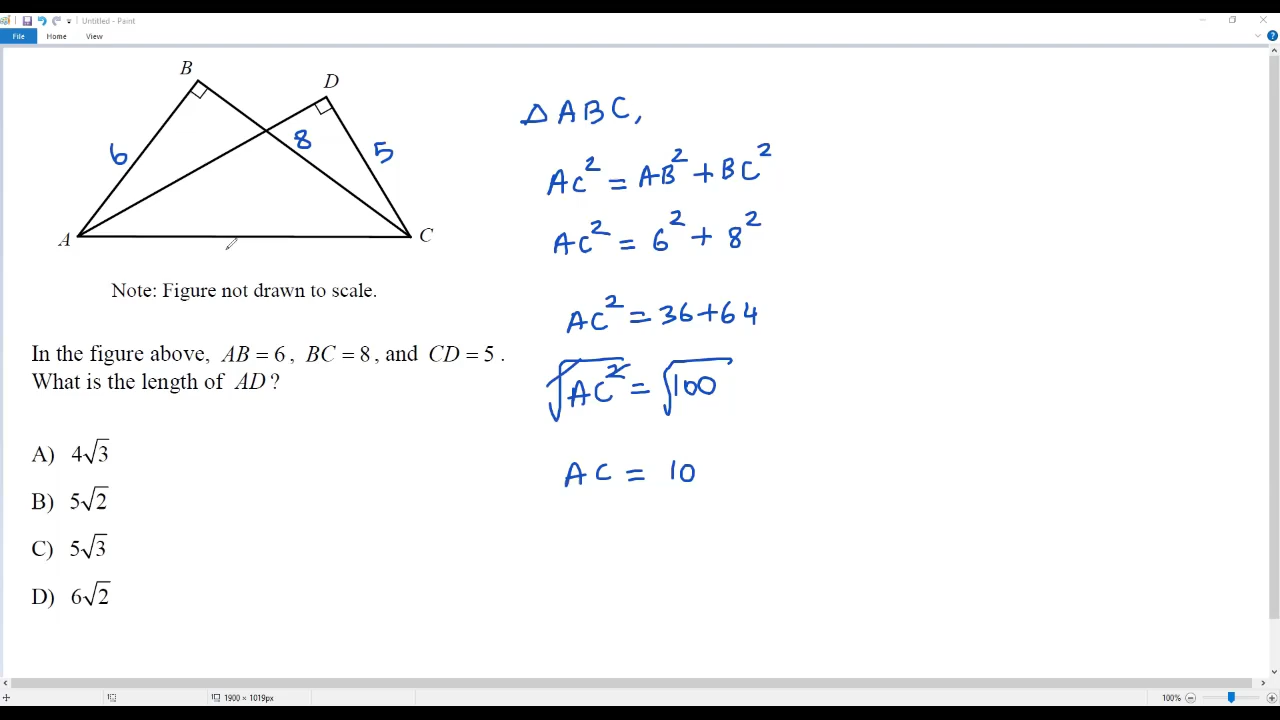 Untitled - Paint
File Home View
B
D
6
8
5
A
C
Note: Figure not drawn to scale.
In the figure above, AB = 6, BC = 8, and CD = 5.
What is the length of AD?
A) 4√3
B) 5√2
C) 5√3
D) 6√2
△ABC,
AC² = AB² + BC²
AC² = 6² + 8²
AC² = 36 + 64
√AC² = √100
AC = 10
1900 × 1019px
100%